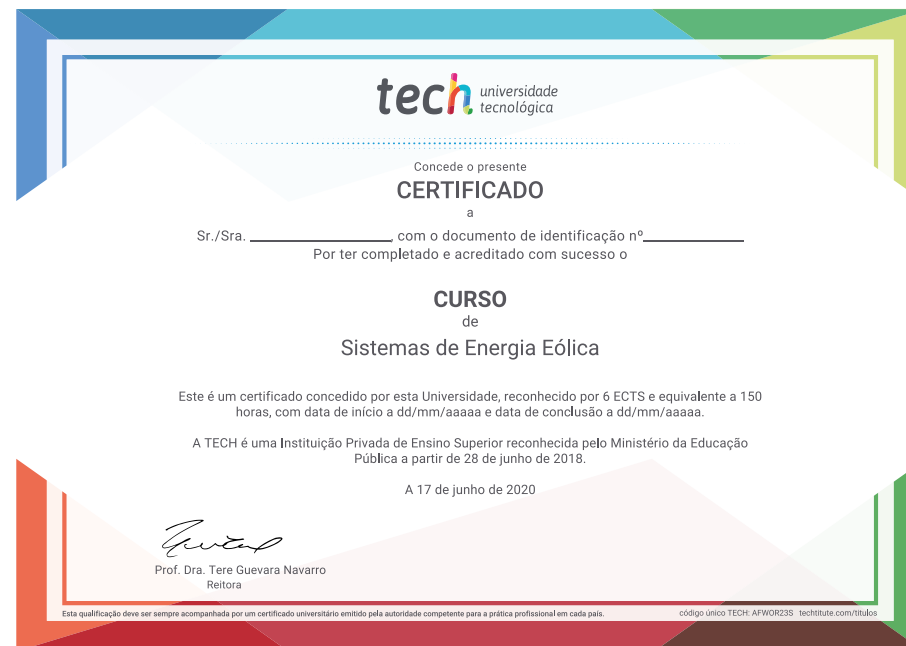 tech universidade
tecnológica
Concede o presente
CERTIFICADO
a
Sr./Sra. ____________________, com o documento de identificação nº______________
Por ter completado e acreditado com sucesso o
CURSO
de
Sistemas de Energia Eólica
Este é um certificado concedido por esta Universidade, reconhecido por 6 ECTS e equivalente a 150
horas, com data de início a dd/mm/aaaaa e data de conclusão a dd/mm/aaaaa.
A TECH é uma Instituição Privada de Ensino Superior reconhecida pelo Ministério da Educação
Pública a partir de 28 de junho de 2018.
A 17 de junho de 2020
Prof. Dra. Tere Guevara Navarro
Reitora
Esta qualificação deve ser sempre acompanhada por um certificado universitário emitido pela autoridade competente para a prática profissional em cada país.
código único TECH: AFWOR23S techtitute.com/titulos